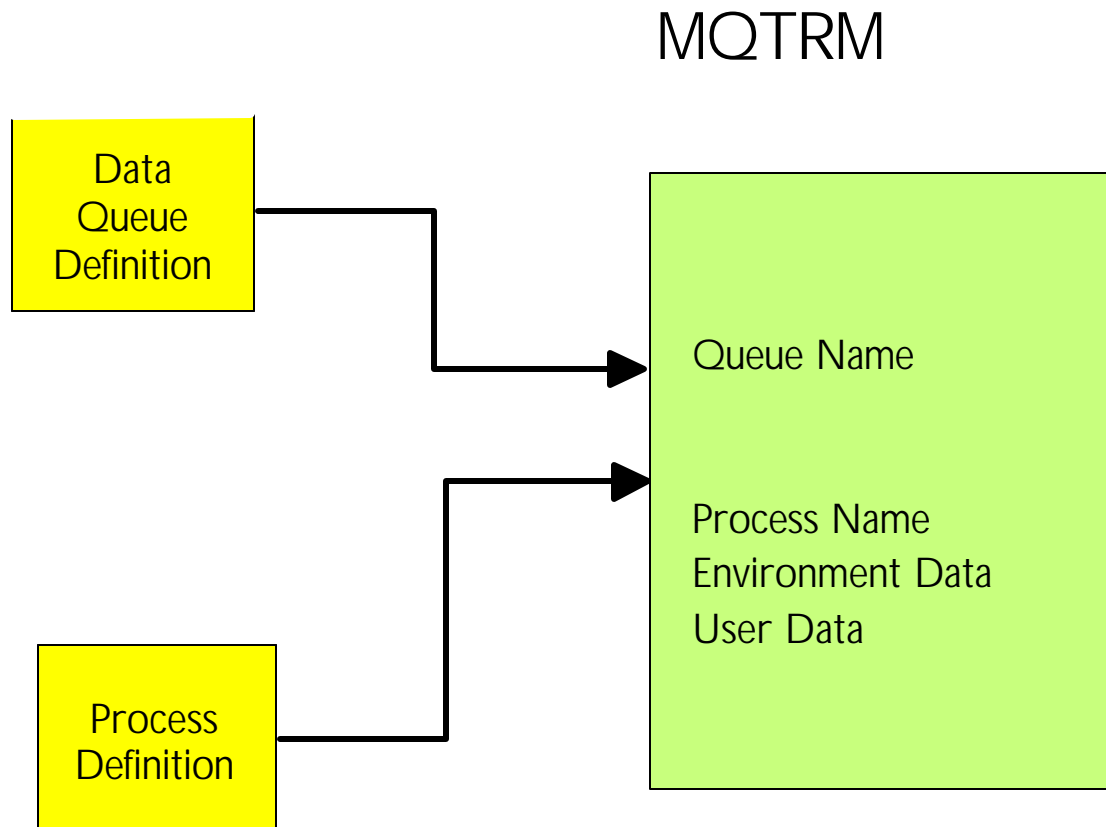 MQTRM
Data
Queue
Definition
Queue Name
Process Name
Environment Data
User Data
Process
Definition